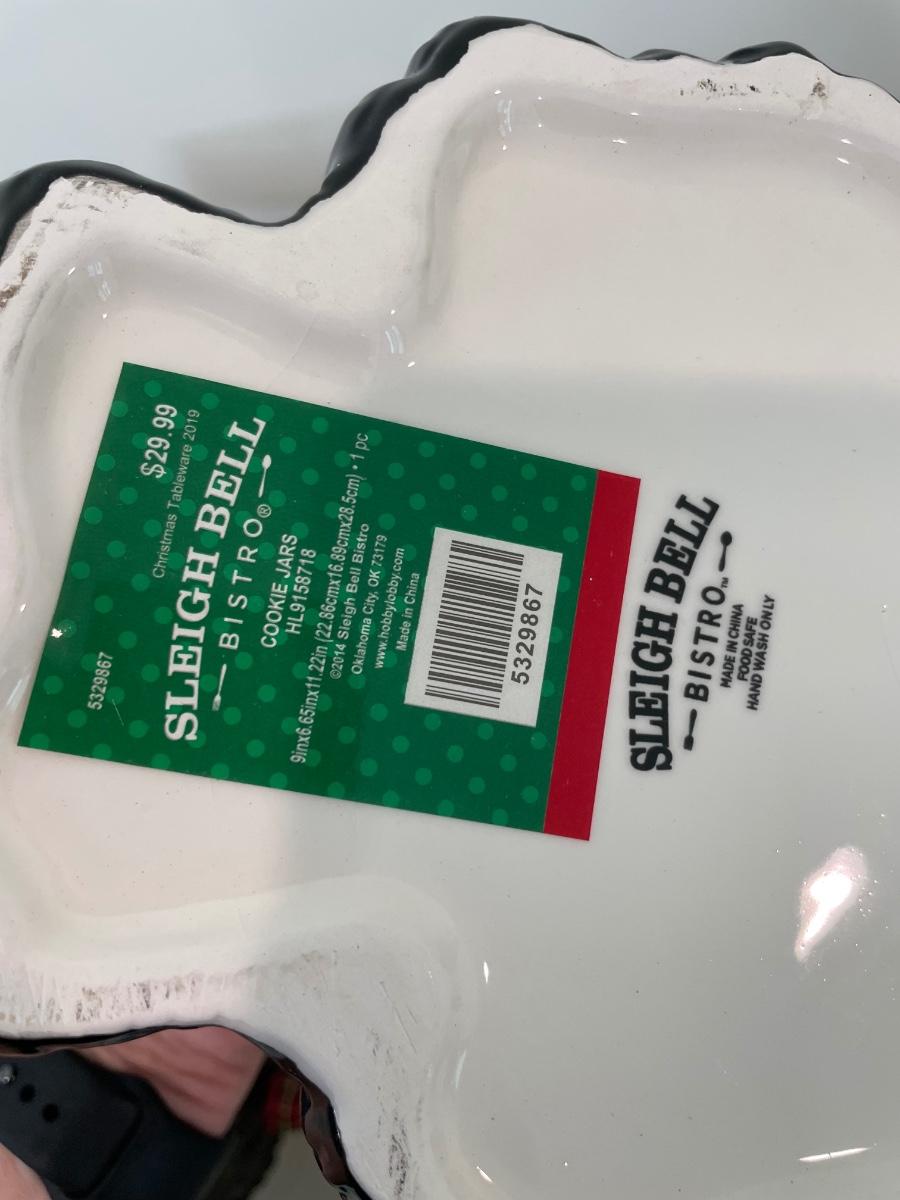 5329867
$29.99
Christmas Tableware 2019
SLEIGH BELL
BISTRO®
COOKIE JARS
HL9158718
9inx6.65inx11.22in (22.86cmx16.89cmx28.5cm) • 1 pc
©2014 Sleigh Bell Bistro
Oklahoma City, OK 73179
www.hobbylobby.com
Made in China
5329867
SLEIGH BELL
BISTRO™
MADE IN CHINA
FOOD SAFE
HAND WASH ONLY